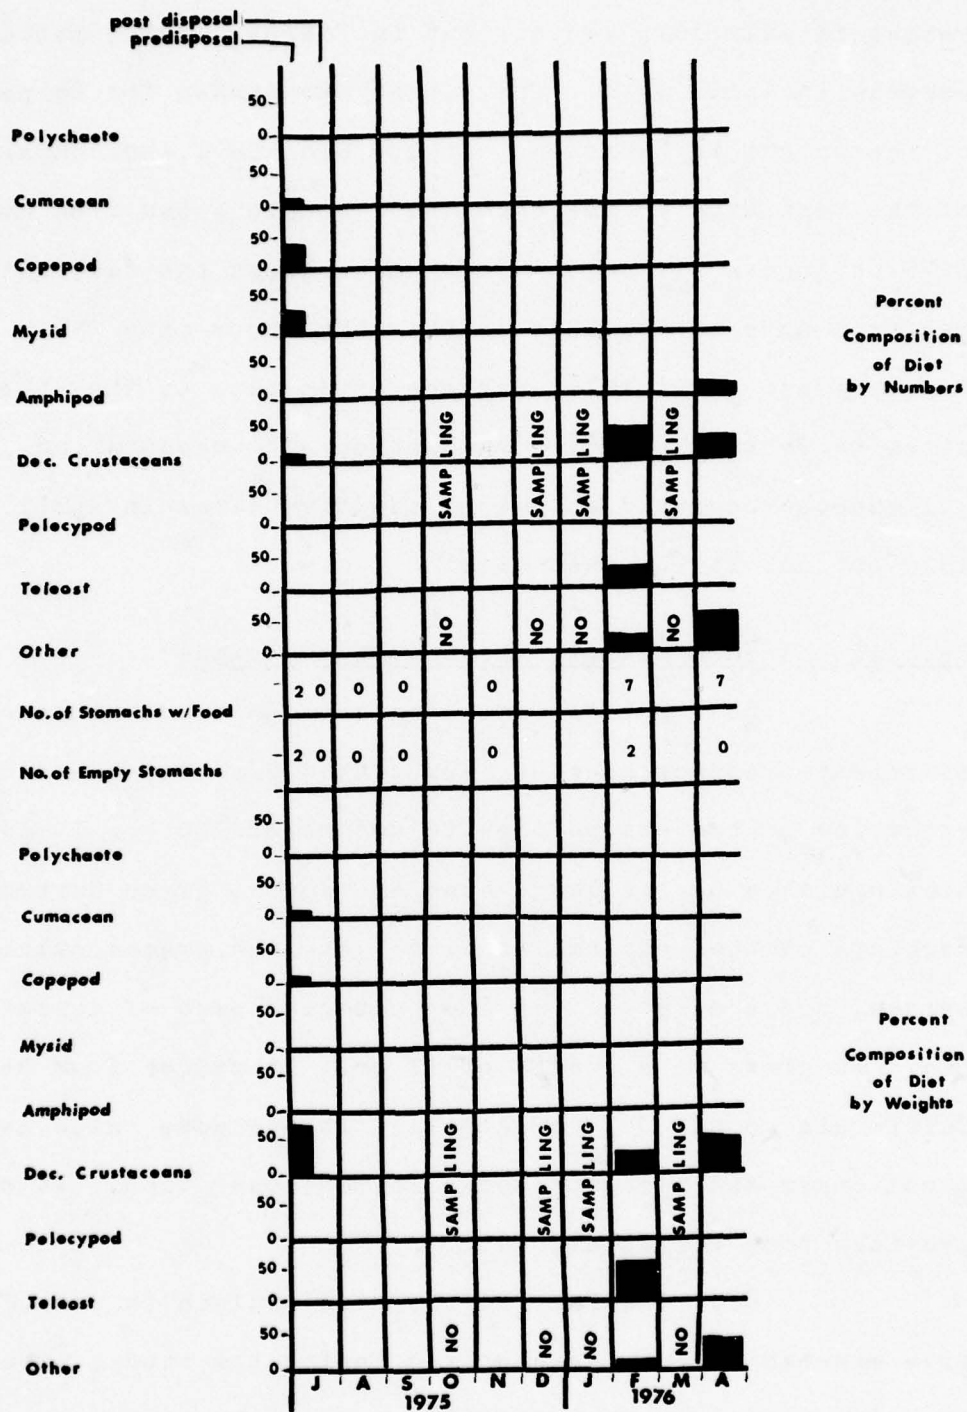 post disposal
predisposal
50
Polychaete 0
50
Cumacean 0
50
Copepod 0
50
Mysid 0
50
Amphipod 0
50
Dec. Crustaceans 0
50
Pelecypod 0
50
Teleost 0
50
Other 0
NO SAMPLING
NO SAMPLING
NO SAMPLING
NO SAMPLING
Percent
Composition
of Diet
by Numbers
2 0 0 0 0 7 7
No. of Stomachs w/Food
2 0 0 0 0 2 0
No. of Empty Stomachs
50
Polychaete 0
50
Cumacean 0
50
Copepod 0
50
Mysid 0
50
Amphipod 0
50
Dec. Crustaceans 0
50
Pelecypod 0
50
Teleost 0
50
Other 0
NO SAMPLING
NO SAMPLING
NO SAMPLING
NO SAMPLING
Percent
Composition
of Diet
by Weights
J A S O N D J F M A
1975 1976